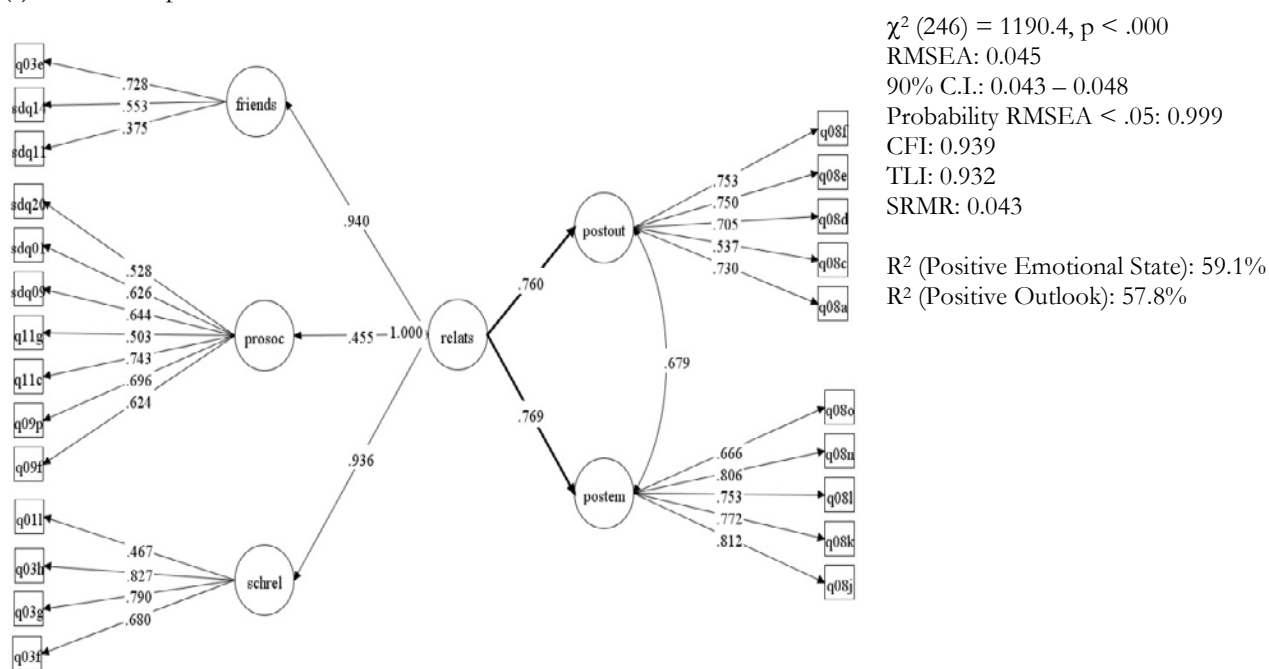 χ² (246) = 1190.4, p < .000
RMSEA: 0.045
90% C.I.: 0.043 – 0.048
Probability RMSEA < .05: 0.999
CFI: 0.939
TLI: 0.932
SRMR: 0.043
R² (Positive Emotional State): 59.1%
R² (Positive Outlook): 57.8%
q03e
sdq14
sdq11
.728
.553
.375
friends
sdq20
sdq01
sdq09
q11g
q11c
q09p
q09f
.528
.626
.644
.503
.743
.696
.624
prosoc
q01l
q03h
q03g
q03f
.467
.827
.790
.680
schrel
.940
.455
1.000
.936
relats
.760
.769
postout
.679
postem
.753
.750
.705
.537
.730
q08f
q08e
q08d
q08c
q08a
.666
.806
.753
.772
.812
q08o
q08n
q08l
q08k
q08j